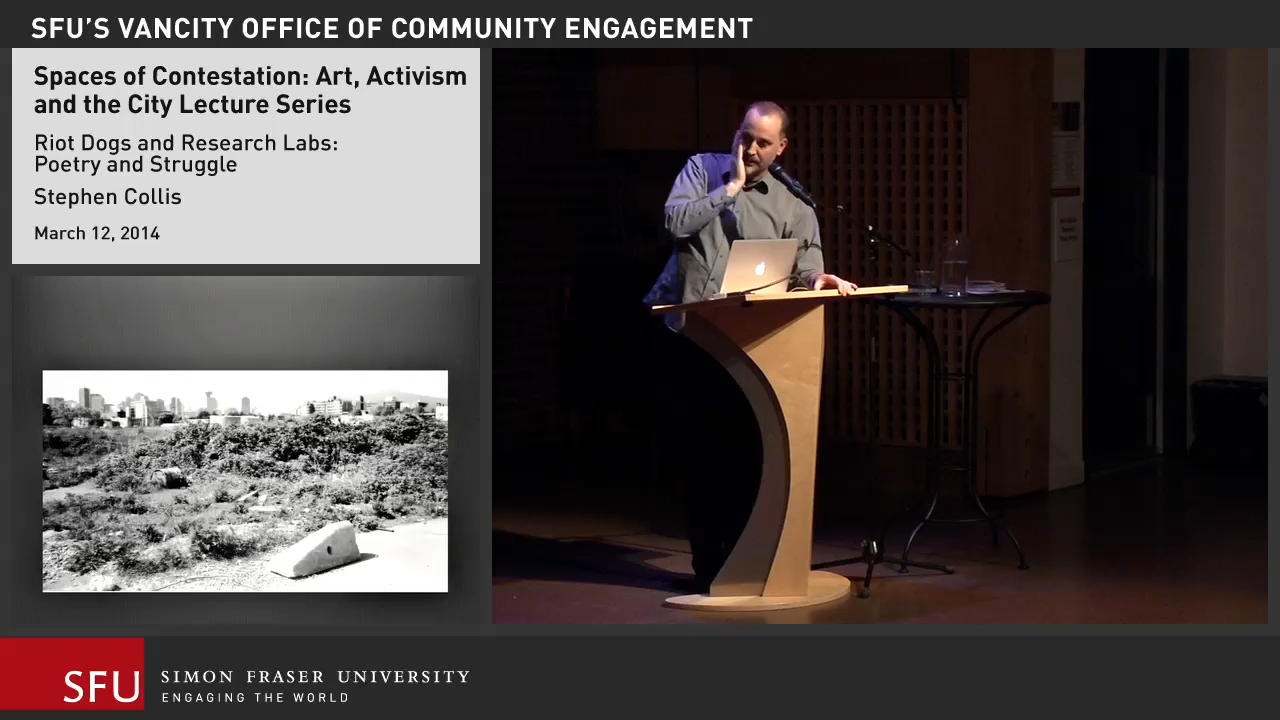 SFU'S VANCITY OFFICE OF COMMUNITY ENGAGEMENT
Spaces of Contestation: Art, Activism
and the City Lecture Series
Riot Dogs and Research Labs:
Poetry and Struggle
Stephen Collis
March 12, 2014
SFU
SIMON FRASER UNIVERSITY
ENGAGING THE WORLD